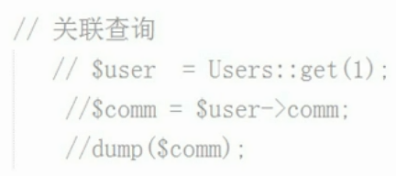 // 关联查询
// $user  = Users::get(1);
//$comm = $user->comm;
//dump($comm);